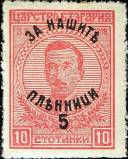 ЦАРСТВО БЪЛГАРИЯ
ЗА НАШИТѢ
ПЛѢННИЦИ
5
10 СТОТИНКИ 10